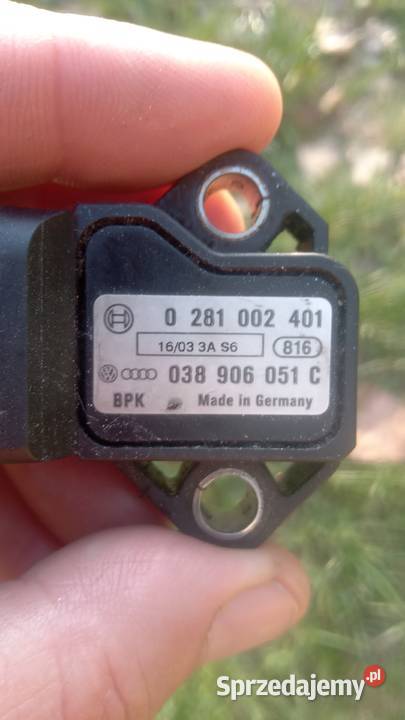 0 281 002 401
16/03 3A S6 816
038 906 051 C
BPK Made in Germany
Sprzedajemy.pl